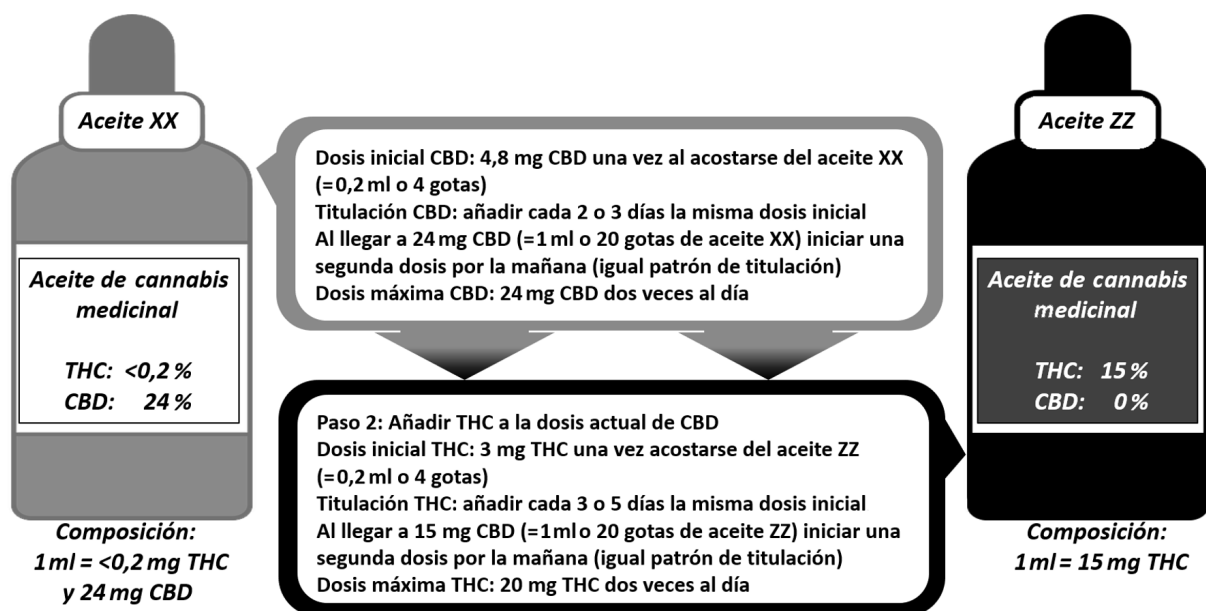 Aceite XX
Aceite de cannabis
medicinal
THC: <0,2 %
CBD: 24 %
Composición:
1 ml = <0,2 mg THC
y 24 mg CBD
Dosis inicial CBD: 4,8 mg CBD una vez al acostarse del aceite XX
(= 0,2 ml o 4 gotas)
Titulación CBD: añadir cada 2 o 3 días la misma dosis inicial
Al llegar a 24 mg CBD (= 1 ml o 20 gotas de aceite XX) iniciar una
segunda dosis por la mañana (igual patrón de titulación)
Dosis máxima CBD: 24 mg CBD dos veces al día
Paso 2: Añadir THC a la dosis actual de CBD
Dosis inicial THC: 3 mg THC una vez acostarse del aceite ZZ
(= 0,2 ml o 4 gotas)
Titulación THC: añadir cada 3 o 5 días la misma dosis inicial
Al llegar a 15 mg CBD (= 1 ml o 20 gotas de aceite ZZ) iniciar una
segunda dosis por la mañana (igual patrón de titulación)
Dosis máxima THC: 20 mg THC dos veces al día
Aceite ZZ
Aceite de cannabis
medicinal
THC: 15 %
CBD: 0 %
Composición:
1 ml = 15 mg THC